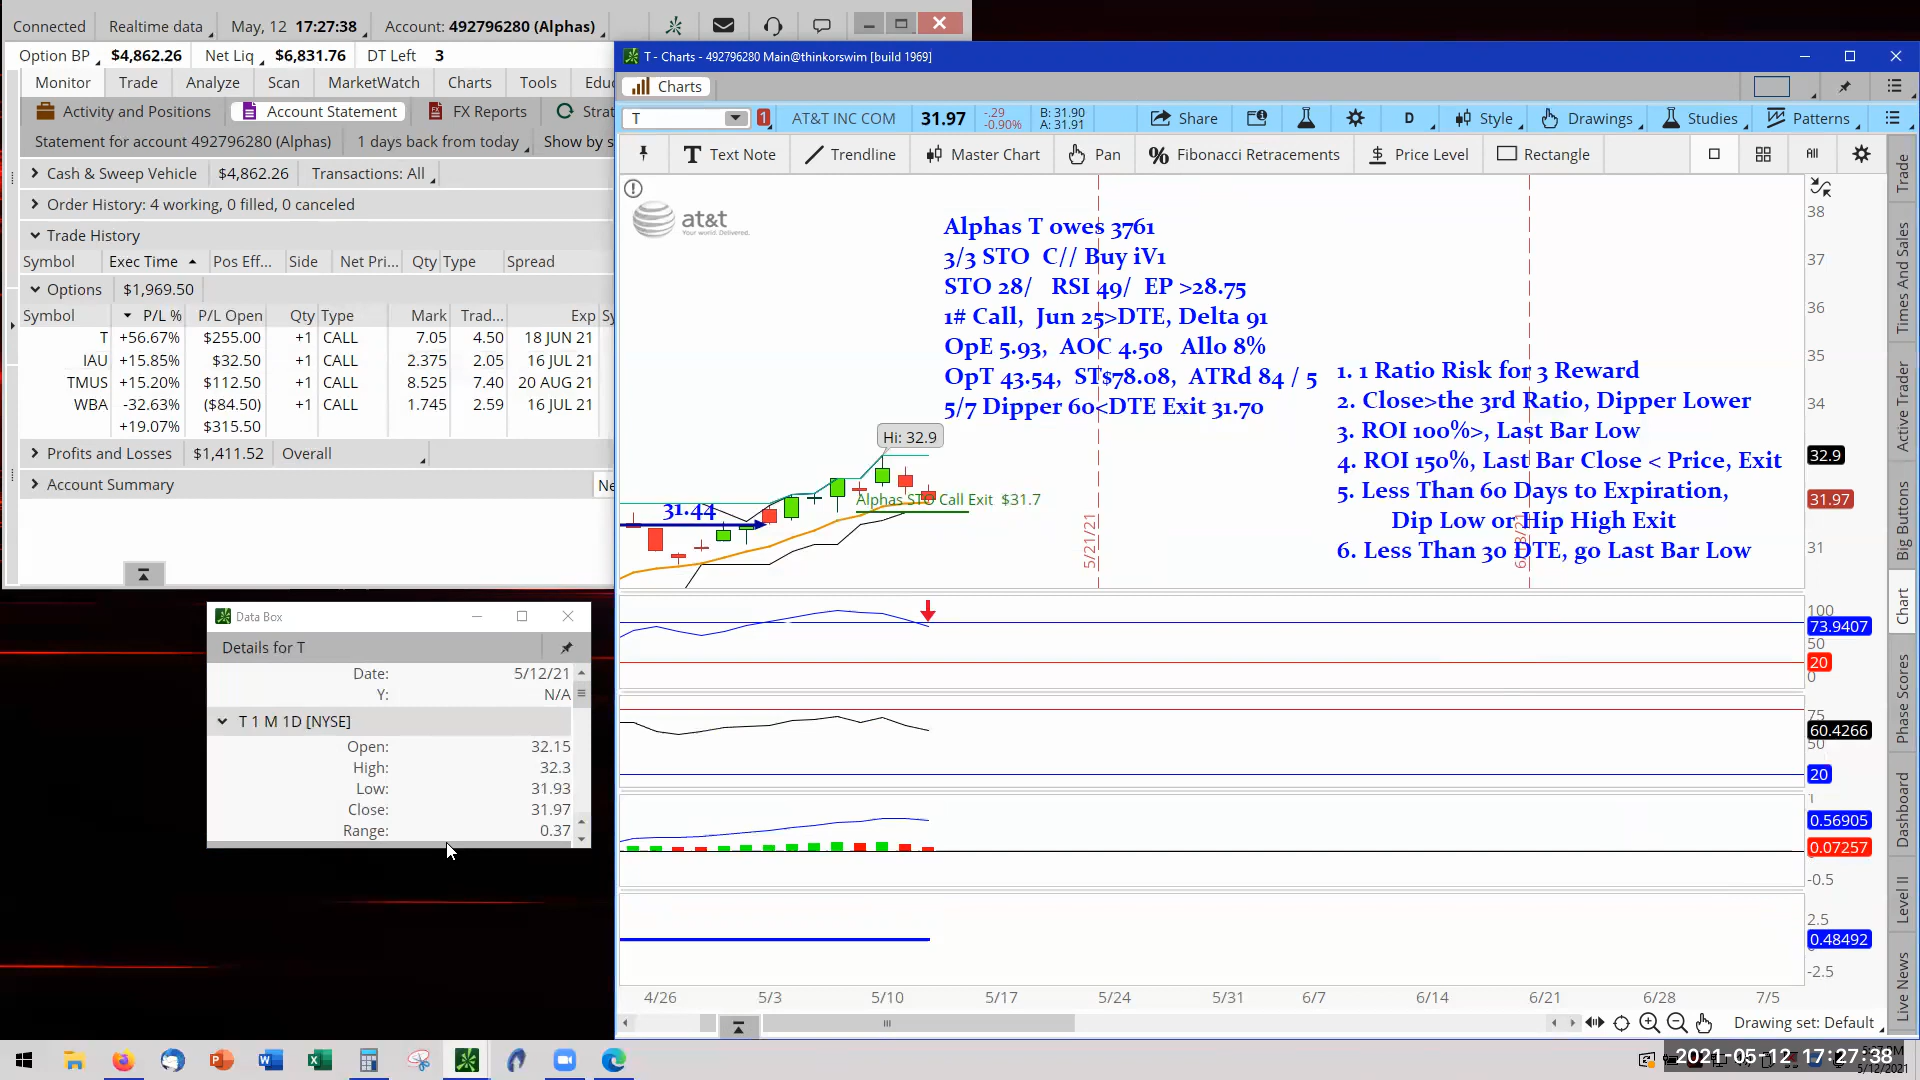 Connected Realtime data May, 12 17:27:38 Account: 492796280 (Alphas)
Option BP $4,862.26 Net Liq $6,831.76 DT Left 3
Monitor Trade Analyze Scan MarketWatch Charts Tools Edu
Activity and Positions Account Statement FX Reports Strat
Statement for account 492796280 (Alphas) 1 days back from today Show by s
Cash & Sweep Vehicle $4,862.26 Transactions: All
Order History: 4 working, 0 filled, 0 canceled
Trade History
Symbol Exec Time Pos Eff... Side Net Pri... Qty Type Spread
Options $1,969.50
Symbol P/L % P/L Open Qty Type Mark Trad... Exp Sy
T +56.67% $255.00 +1 CALL 7.05 4.50 18 JUN 21
IAU +15.85% $32.50 +1 CALL 2.375 2.05 16 JUL 21
TMUS +15.20% $112.50 +1 CALL 8.525 7.40 20 AUG 21
WBA -32.63% ($84.50) +1 CALL 1.745 2.59 16 JUL 21
+19.07% $315.50
Profits and Losses $1,411.52 Overall
Account Summary Ne
Data Box
Details for T
Date: 5/12/21
Y: N/A
T 1 M 1D [NYSE]
Open: 32.15
High: 32.3
Low: 31.93
Close: 31.97
Range: 0.37
T - Charts - 492796280 Main@thinkorswim [build 1969]
Charts
T 1 AT&T INC COM 31.97 -.29 -0.90% B: 31.90 A: 31.91 Share D Style Drawings Studies Patterns
Text Note Trendline Master Chart Pan Fibonacci Retracements Price Level Rectangle All
at&t
Your world. Delivered.
Alphas T owes 3761
3/3 STO C// Buy iV1
STO 28/ RSI 49/ EP >28.75
1# Call, Jun 25>DTE, Delta 91
OpE 5.93, AOC 4.50 Allo 8%
OpT 43.54, ST$78.08, ATRd 84 / 5
5/7 Dipper 60<DTE Exit 31.70
1. 1 Ratio Risk for 3 Reward
2. Close>the 3rd Ratio, Dipper Lower
3. ROI 100%>, Last Bar Low
4. ROI 150%, Last Bar Close < Price, Exit
5. Less Than 60 Days to Expiration,
Dip Low or Hip High Exit
6. Less Than 30 DTE, go Last Bar Low
Hi: 32.9
Alphas STO Call Exit $31.7
31.44
5/21/21
38
37
36
35
34
32.9
31.97
31
100
73.9407
50
20
0
75
60.4266
50
20
1
0.56905
0.07257
-0.5
2.5
0.48492
-2.5
4/26 5/3 5/10 5/17 5/24 5/31 6/7 6/14 6/21 6/28 7/5
Drawing set: Default
Trade
Times And Sales
Active Trader
Big Buttons
Chart
Phase Scores
Dashboard
Level II
Live News
2021-05-12 17:27:38
5/12/2021